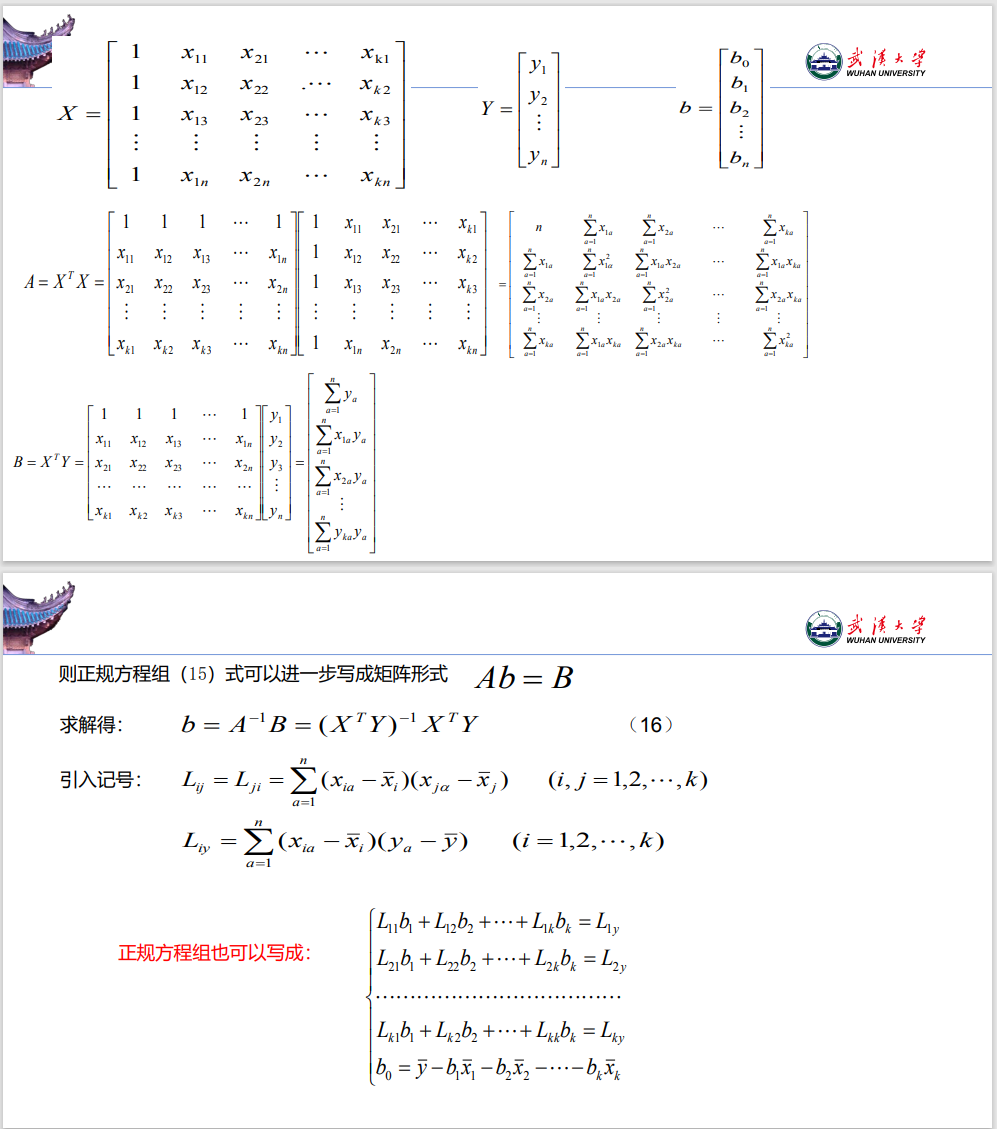 武漢大学
WUHAN UNIVERSITY
$X = \begin{bmatrix} 1 & x_{11} & x_{21} & \cdots & x_{k1} \\ 1 & x_{12} & x_{22} & .\cdots & x_{k2} \\ 1 & x_{13} & x_{23} & \cdots & x_{k3} \\ \vdots & \vdots & \vdots & \vdots & \vdots \\ 1 & x_{1n} & x_{2n} & \cdots & x_{kn} \end{bmatrix}$ $Y = \begin{bmatrix} y_1 \\ y_2 \\ \vdots \\ y_n \end{bmatrix}$ $b = \begin{bmatrix} b_0 \\ b_1 \\ b_2 \\ \vdots \\ b_n \end{bmatrix}$
$A = X^T X = \begin{bmatrix} 1 & 1 & 1 & \cdots & 1 \\ x_{11} & x_{12} & x_{13} & \cdots & x_{1n} \\ x_{21} & x_{22} & x_{23} & \cdots & x_{2n} \\ \vdots & \vdots & \vdots & \vdots & \vdots \\ x_{k1} & x_{k2} & x_{k3} & \cdots & x_{kn} \end{bmatrix} \begin{bmatrix} 1 & x_{11} & x_{21} & \cdots & x_{k1} \\ 1 & x_{12} & x_{22} & \cdots & x_{k2} \\ 1 & x_{13} & x_{23} & \cdots & x_{k3} \\ \vdots & \vdots & \vdots & \vdots & \vdots \\ 1 & x_{1n} & x_{2n} & \cdots & x_{kn} \end{bmatrix} = \begin{bmatrix} n & \sum_{a=1}^{n} x_{1a} & \sum_{a=1}^{n} x_{2a} & \cdots & \sum_{a=1}^{n} x_{ka} \\ \sum_{a=1}^{n} x_{1a} & \sum_{a=1}^{n} x_{1\alpha}^2 & \sum_{a=1}^{n} x_{1a}x_{2a} & \cdots & \sum_{a=1}^{n} x_{1a}x_{ka} \\ \sum_{a=1}^{n} x_{2a} & \sum_{a=1}^{n} x_{1a}x_{2a} & \sum_{a=1}^{n} x_{2a}^2 & \cdots & \sum_{a=1}^{n} x_{2a}x_{ka} \\ \vdots & \vdots & \vdots & \vdots & \vdots \\ \sum_{a=1}^{n} x_{ka} & \sum_{a=1}^{n} x_{1a}x_{ka} & \sum_{a=1}^{n} x_{2a}x_{ka} & \cdots & \sum_{a=1}^{n} x_{ka}^2 \end{bmatrix}$
$B = X^T Y = \begin{bmatrix} 1 & 1 & 1 & \cdots & 1 \\ x_{11} & x_{12} & x_{13} & \cdots & x_{1n} \\ x_{21} & x_{22} & x_{23} & \cdots & x_{2n} \\ \cdots & \cdots & \cdots & \cdots & \cdots \\ x_{k1} & x_{k2} & x_{k3} & \cdots & x_{kn} \end{bmatrix} \begin{bmatrix} y_1 \\ y_2 \\ y_3 \\ \vdots \\ y_n \end{bmatrix} = \begin{bmatrix} \sum_{a=1}^{n} y_a \\ \sum_{a=1}^{n} x_{1a}y_a \\ \sum_{a=1}^{n} x_{2a}y_a \\ \vdots \\ \sum_{a=1}^{n} y_{ka}y_a \end{bmatrix}$
武漢大学
WUHAN UNIVERSITY
则正规方程组（15）式可以进一步写成矩阵形式 $Ab = B$
求解得： $b = A^{-1}B = (X^T Y)^{-1} X^T Y$ （16）
引入记号： $L_{ij} = L_{ji} = \sum_{a=1}^{n} (x_{ia} - \bar{x}_i)(x_{j\alpha} - \bar{x}_j)$ $(i, j = 1,2,\cdots,k)$
$L_{iy} = \sum_{a=1}^{n} (x_{ia} - \bar{x}_i)(y_a - \bar{y})$ $(i = 1,2,\cdots,k)$
正规方程组也可以写成：
$L_{11}b_1 + L_{12}b_2 + \cdots + L_{1k}b_k = L_{1y}$
$L_{21}b_1 + L_{22}b_2 + \cdots + L_{2k}b_k = L_{2y}$
$\cdots\cdots\cdots\cdots\cdots\cdots\cdots\cdots\cdots\cdots$
$L_{k1}b_1 + L_{k2}b_2 + \cdots + L_{kk}b_k = L_{ky}$
$b_0 = \bar{y} - b_1\bar{x}_1 - b_2\bar{x}_2 - \cdots - b_k\bar{x}_k$